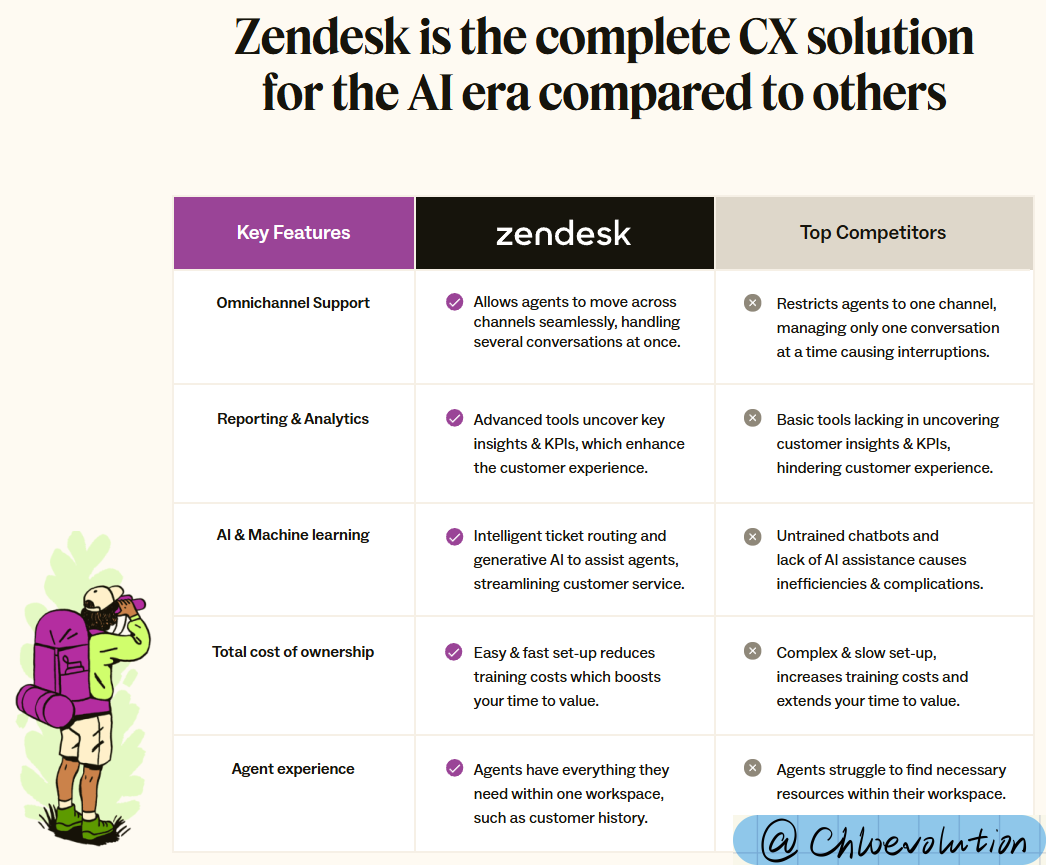 Zendesk is the complete CX solution
for the AI era compared to others
Key Features
zendesk
Top Competitors
Omnichannel Support
Allows agents to move across
channels seamlessly, handling
several conversations at once.
Restricts agents to one channel,
managing only one conversation
at a time causing interruptions.
Reporting & Analytics
Advanced tools uncover key
insights & KPIs, which enhance
the customer experience.
Basic tools lacking in uncovering
customer insights & KPIs,
hindering customer experience.
AI & Machine learning
Intelligent ticket routing and
generative AI to assist agents,
streamlining customer service.
Untrained chatbots and
lack of AI assistance causes
inefficiencies & complications.
Total cost of ownership
Easy & fast set-up reduces
training costs which boosts
your time to value.
Complex & slow set-up,
increases training costs and
extends your time to value.
Agent experience
Agents have everything they
need within one workspace,
such as customer history.
Agents struggle to find necessary
resources within their workspace.
@Chloevolution